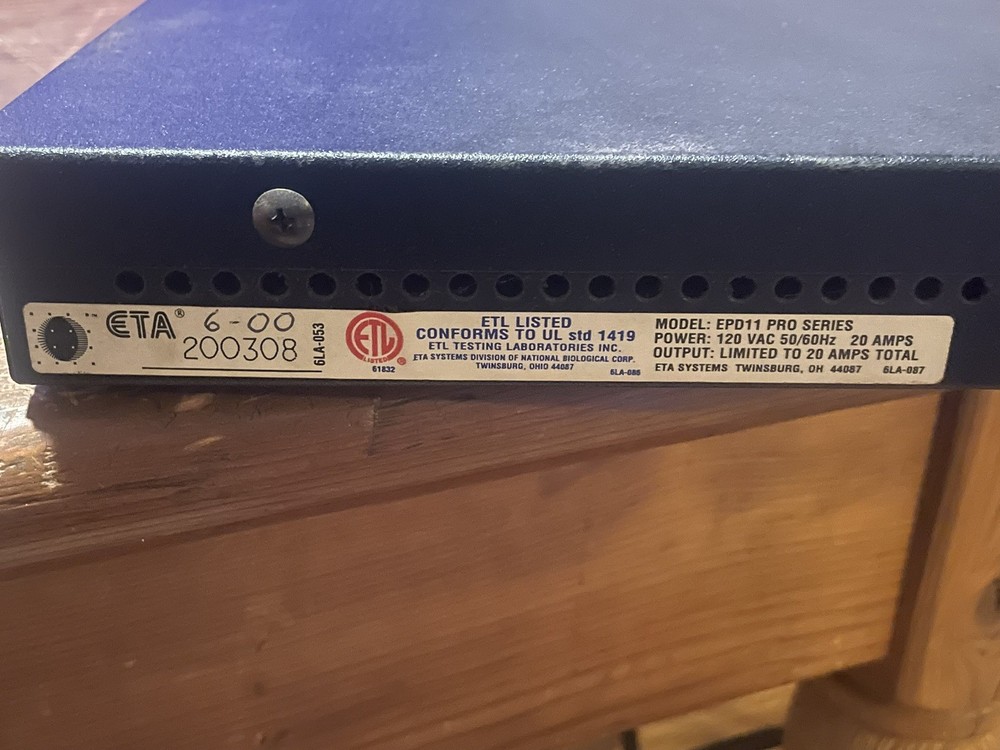 ETA®
6-00
200308
6LA-053
ETL
LISTED
61832
ETL LISTED
CONFORMS TO UL std 1419
ETL TESTING LABORATORIES INC.
ETA SYSTEMS DIVISION OF NATIONAL BIOLOGICAL CORP.
TWINSBURG, OHIO 44087
6LA-086
MODEL: EPD11 PRO SERIES
POWER: 120 VAC 50/60Hz 20 AMPS
OUTPUT: LIMITED TO 20 AMPS TOTAL
ETA SYSTEMS TWINSBURG, OH 44087 6LA-087